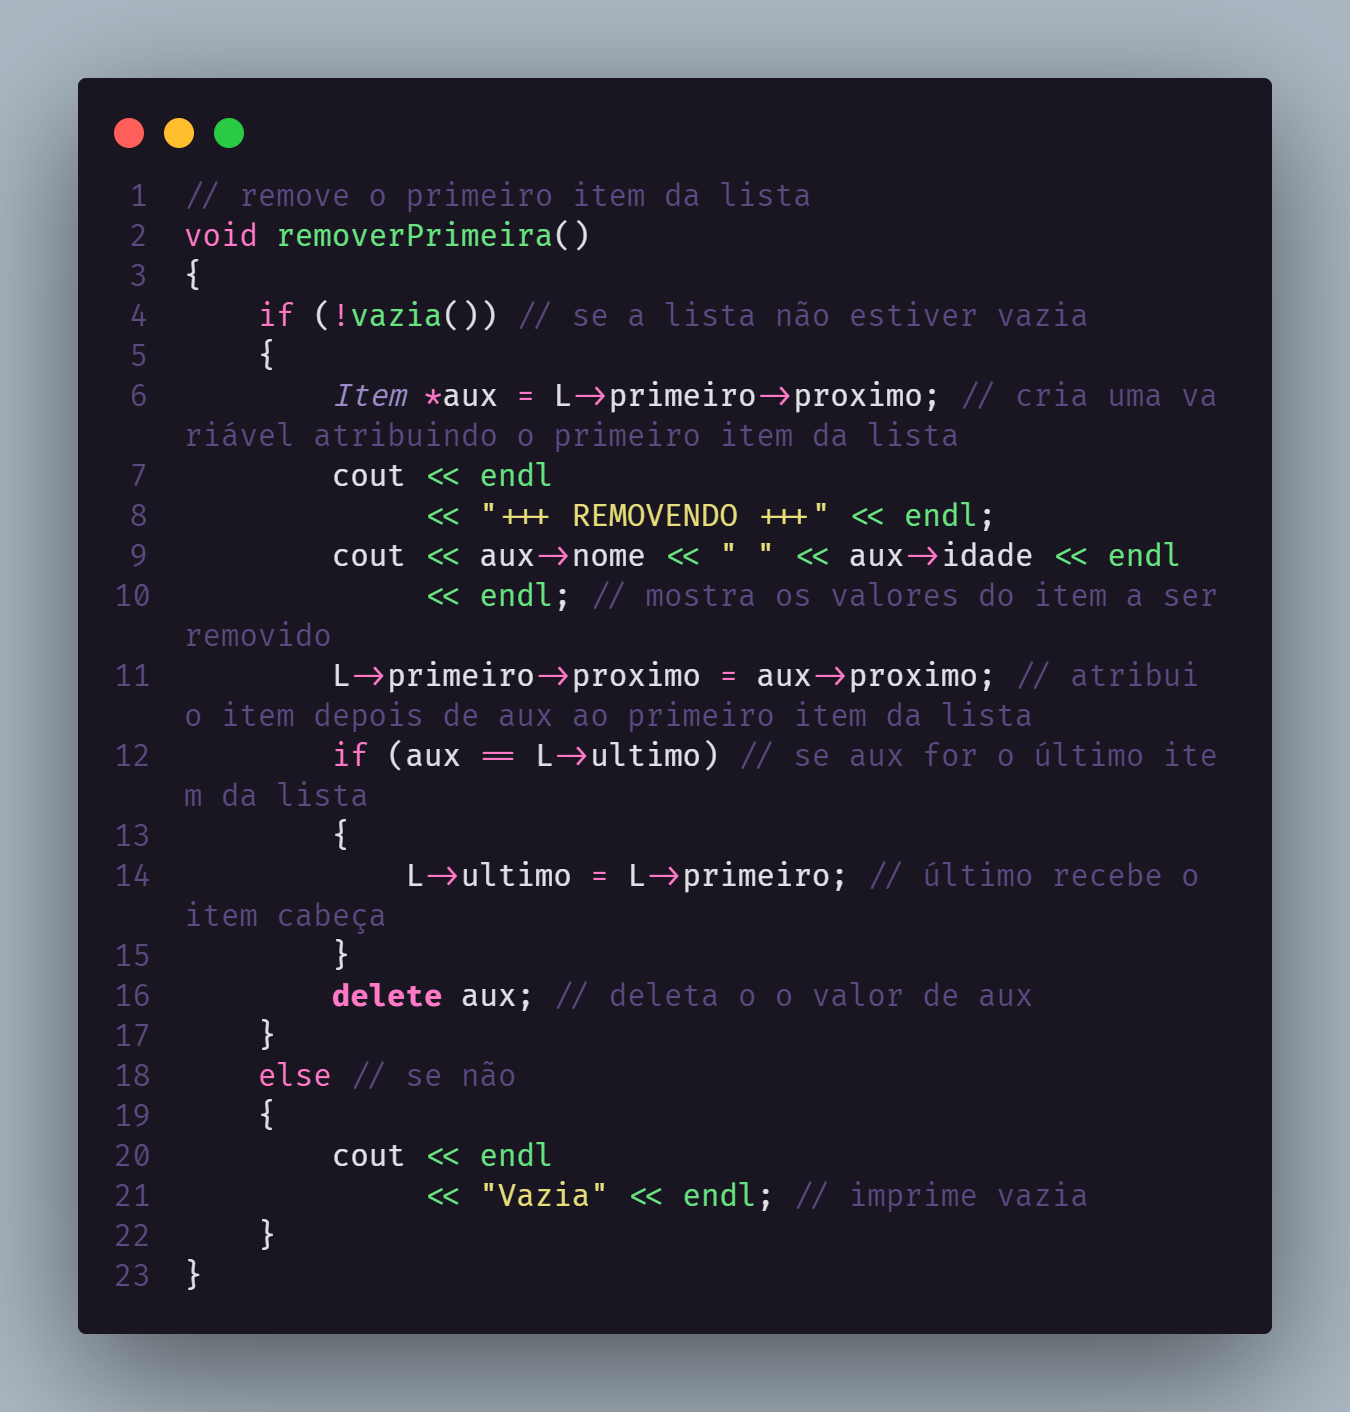 1 // remove o primeiro item da lista
2 void removerPrimeira()
3 {
4     if (!vazia()) // se a lista não estiver vazia
5     {
6         Item *aux = L->primeiro->proximo; // cria uma va
riável atribuindo o primeiro item da lista
7         cout << endl
8              << "+++ REMOVENDO +++" << endl;
9         cout << aux->nome << " " << aux->idade << endl
10             << endl; // mostra os valores do item a ser
removido
11        L->primeiro->proximo = aux->proximo; // atribui
o item depois de aux ao primeiro item da lista
12        if (aux == L->ultimo) // se aux for o último ite
m da lista
13        {
14            L->ultimo = L->primeiro; // último recebe o
item cabeça
15        }
16        delete aux; // deleta o o valor de aux
17    }
18    else // se não
19    {
20        cout << endl
21             << "Vazia" << endl; // imprime vazia
22    }
23 }